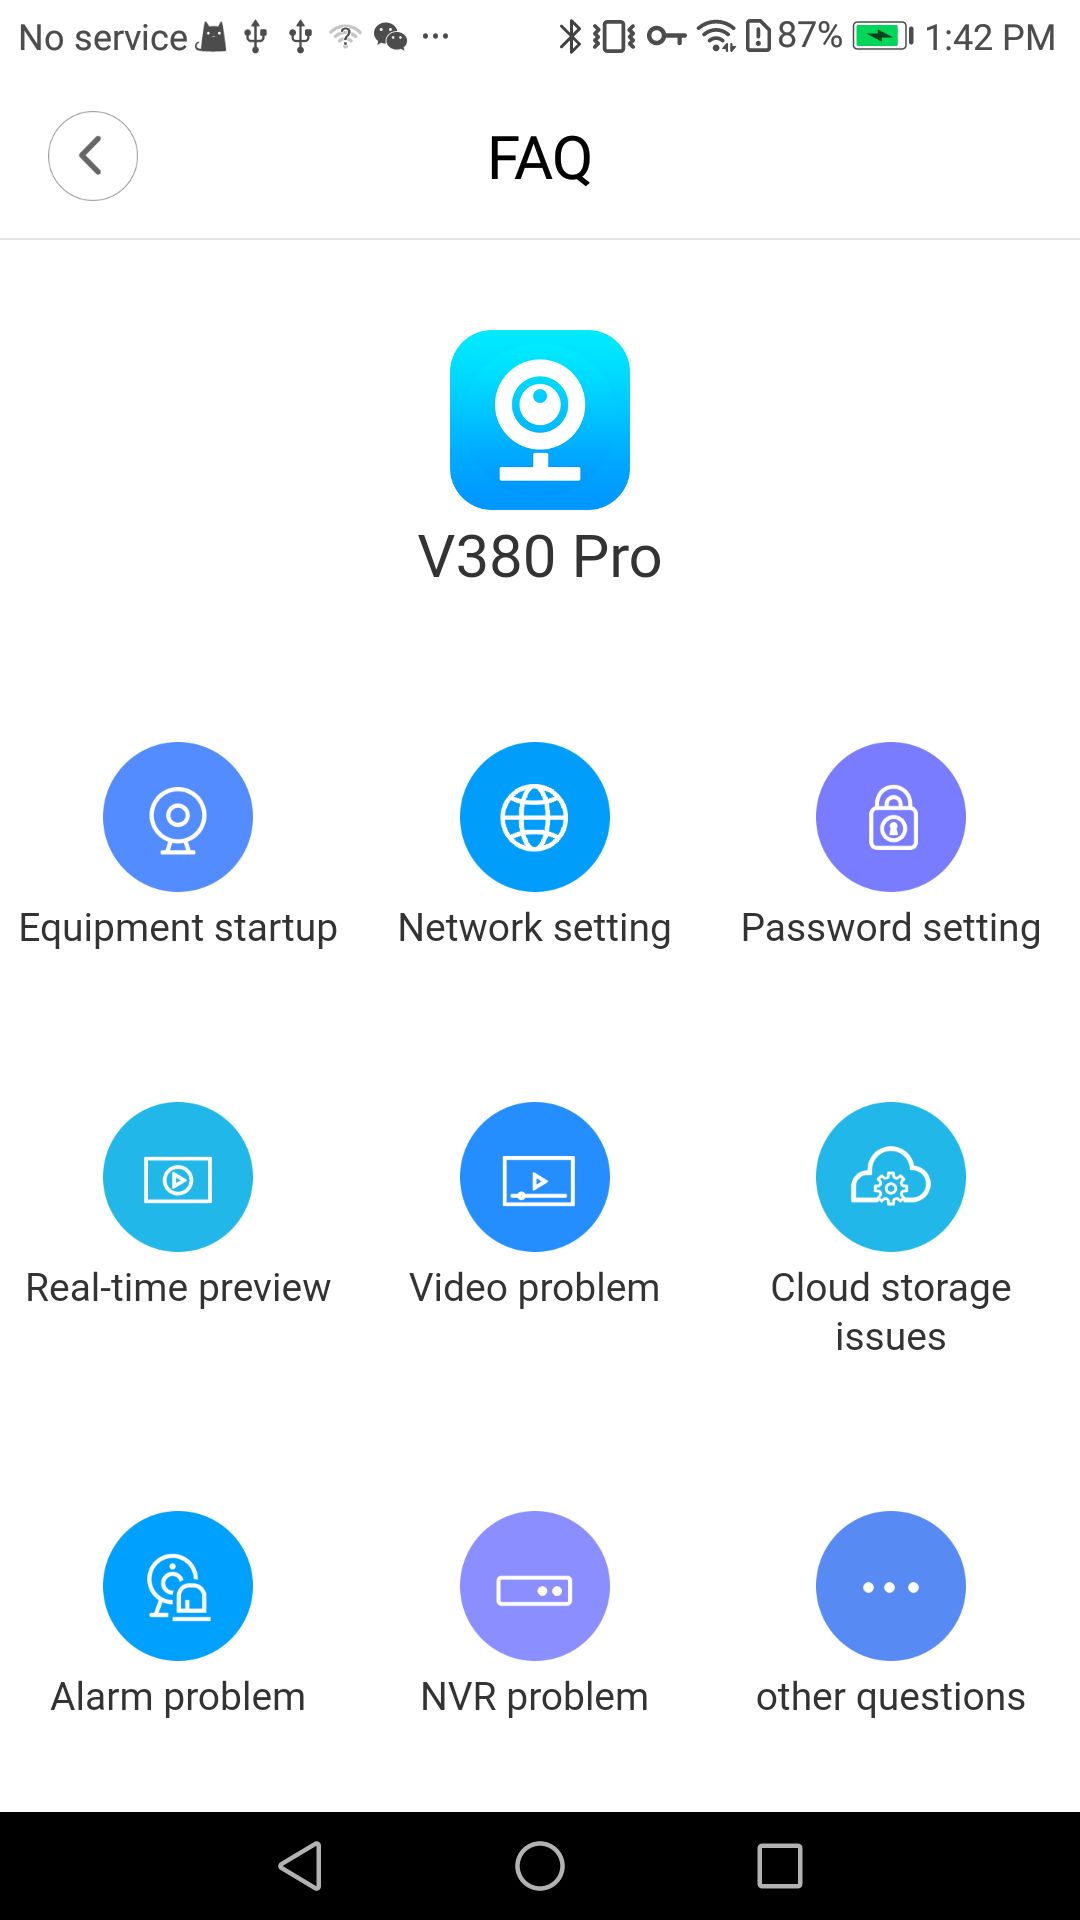 No service 87% 1:42 PM
FAQ
V380 Pro
Equipment startup Network setting Password setting
Real-time preview Video problem Cloud storage
issues
Alarm problem NVR problem other questions